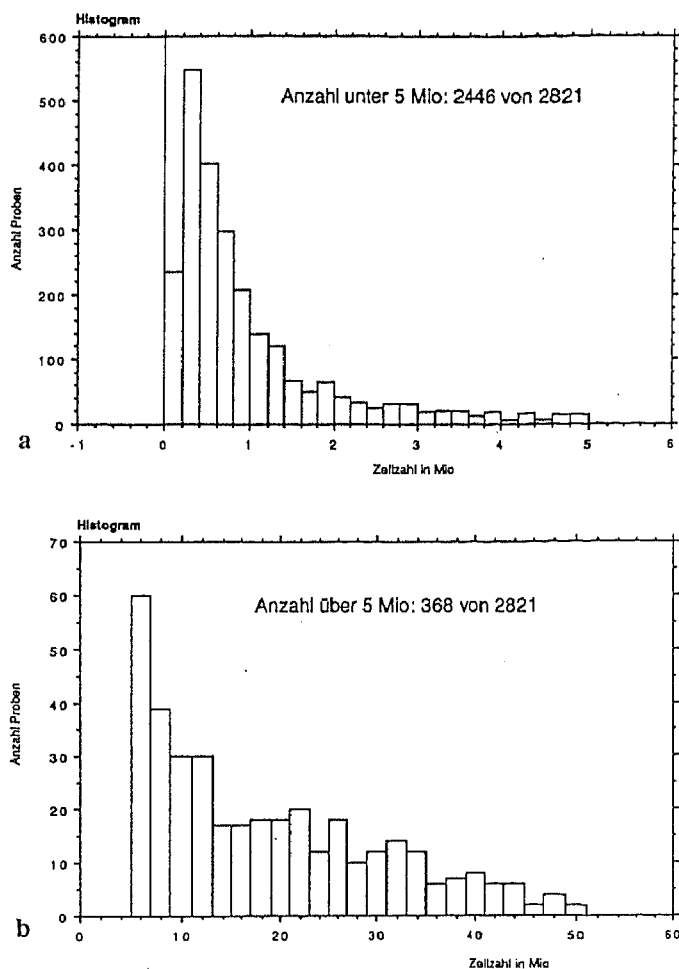 Histogram
600
500
400
300
200
100
0
Anzahl Proben
Anzahl unter 5 Mio: 2446 von 2821
-1 0 1 2 3 4 5 6
Zellzahl in Mio
a
Histogram
70
60
50
40
30
20
10
0
Anzahl Proben
Anzahl über 5 Mio: 368 von 2821
0 10 20 30 40 50 60
Zellzahl in Mio
b